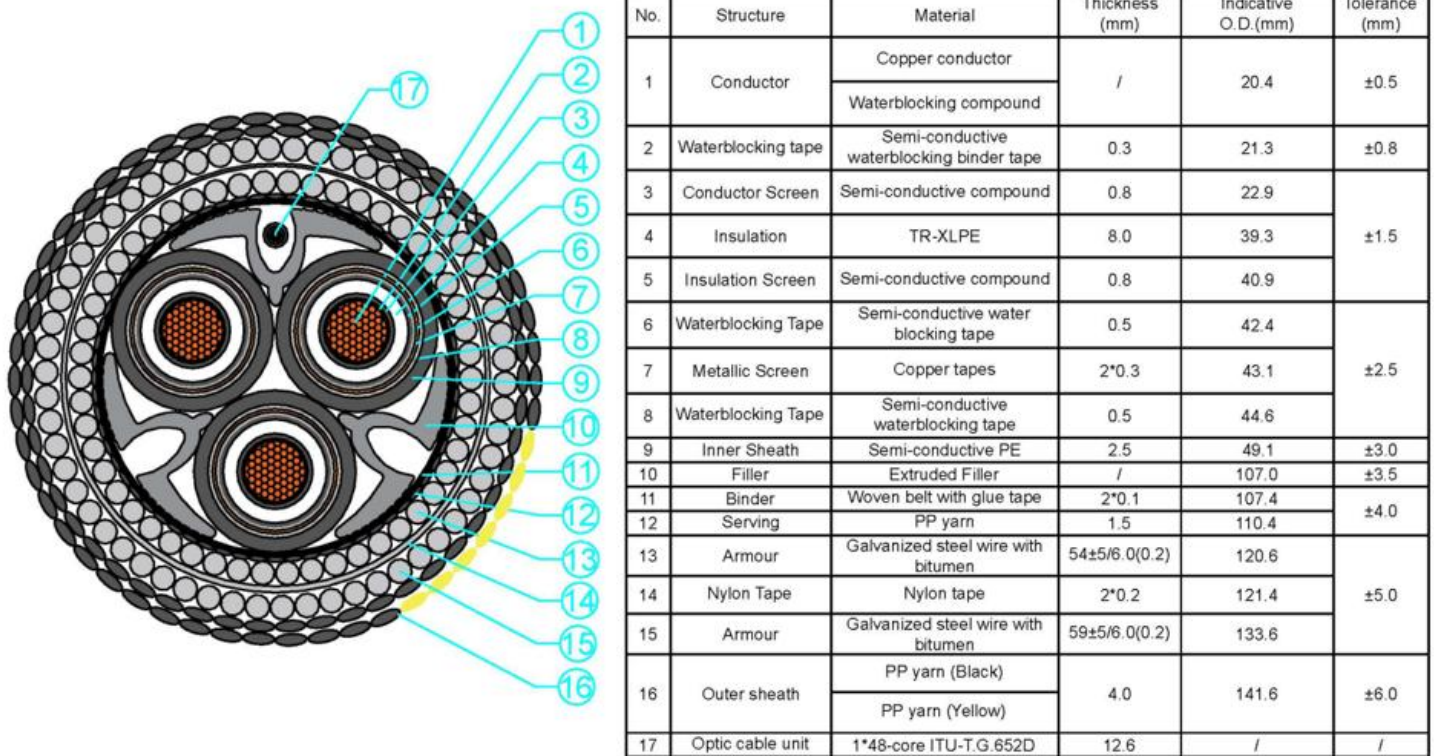 17
1
2
3
4
5
6
7
8
9
10
11
12
13
14
15
16
No. Structure Material Thickness (mm) Indicative O.D.(mm) Tolerance (mm)
1 Conductor Copper conductor / 20.4 ±0.5
Waterblocking compound
2 Waterblocking tape Semi-conductive waterblocking binder tape 0.3 21.3 ±0.8
3 Conductor Screen Semi-conductive compound 0.8 22.9
4 Insulation TR-XLPE 8.0 39.3 ±1.5
5 Insulation Screen Semi-conductive compound 0.8 40.9
6 Waterblocking Tape Semi-conductive water blocking tape 0.5 42.4
7 Metallic Screen Copper tapes 2*0.3 43.1 ±2.5
8 Waterblocking Tape Semi-conductive waterblocking tape 0.5 44.6
9 Inner Sheath Semi-conductive PE 2.5 49.1 ±3.0
10 Filler Extruded Filler / 107.0 ±3.5
11 Binder Woven belt with glue tape 2*0.1 107.4 ±4.0
12 Serving PP yarn 1.5 110.4
13 Armour Galvanized steel wire with bitumen 54±5/6.0(0.2) 120.6
14 Nylon Tape Nylon tape 2*0.2 121.4 ±5.0
15 Armour Galvanized steel wire with bitumen 59±5/6.0(0.2) 133.6
16 Outer sheath PP yarn (Black) 4.0 141.6 ±6.0
PP yarn (Yellow)
17 Optic cable unit 1*48-core ITU-T.G.652D 12.6 / /